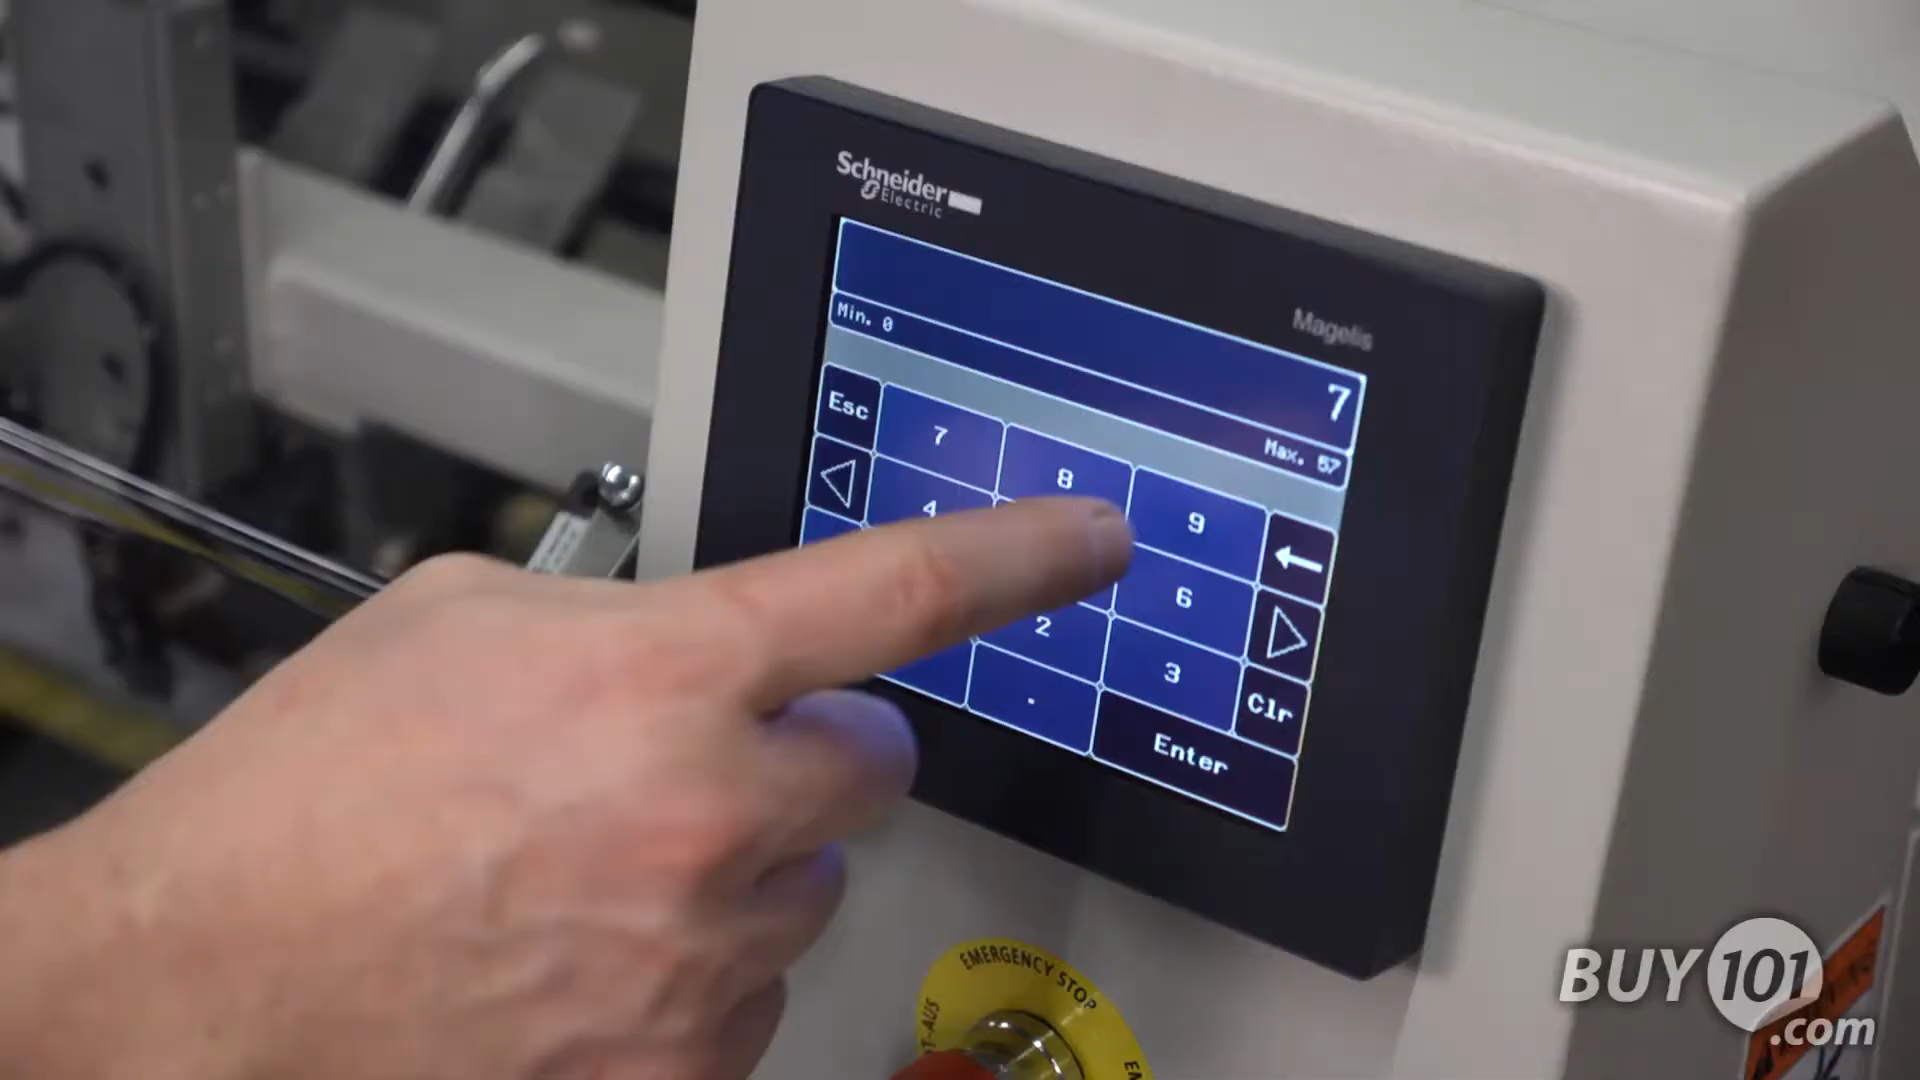 Schneider
Electric
Magelis
7
Min. 0
Max. 57
Esc
7
8
9
4
6
2
3
Clr
.
Enter
EMERGENCY STOP
BUY101
.com